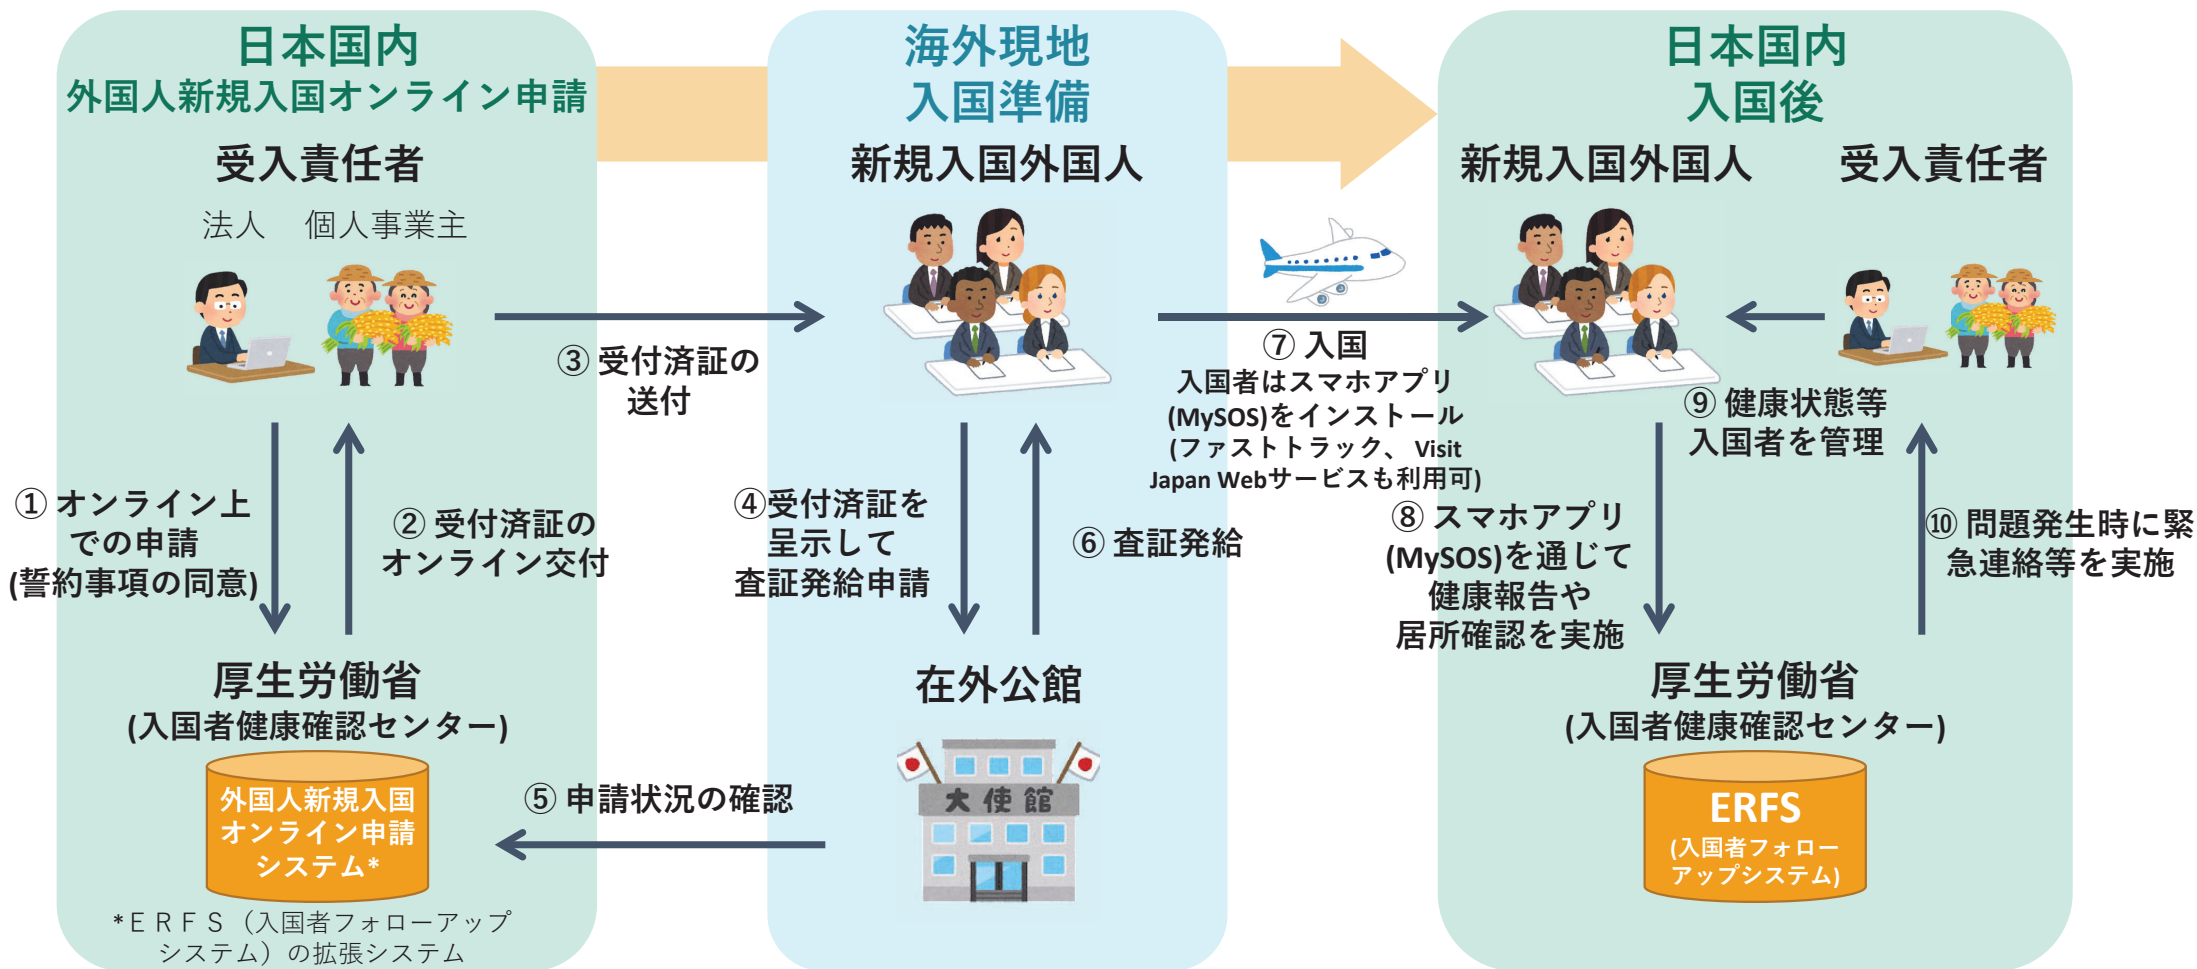 日本国内
外国人新規入国オンライン申請
受入責任者
法人　個人事業主
① オンライン上
での申請
(誓約事項の同意)
② 受付済証の
オンライン交付
厚生労働省
(入国者健康確認センター)
外国人新規入国
オンライン申請
システム*
*ＥＲＦＳ（入国者フォローアップ
システム）の拡張システム
③ 受付済証の
送付
海外現地
入国準備
新規入国外国人
④受付済証を
呈示して
査証発給申請
⑤ 申請状況の確認
⑥ 査証発給
在外公館
大使館
⑦ 入国
入国者はスマホアプリ
(MySOS)をインストール
(ファストトラック、 Visit
Japan Webサービスも利用可)
日本国内
入国後
新規入国外国人
受入責任者
⑧ スマホアプリ
(MySOS)を通じて
健康報告や
居所確認を実施
⑨ 健康状態等
入国者を管理
⑩ 問題発生時に緊
急連絡等を実施
厚生労働省
(入国者健康確認センター)
ERFS
(入国者フォロー
アップシステム)